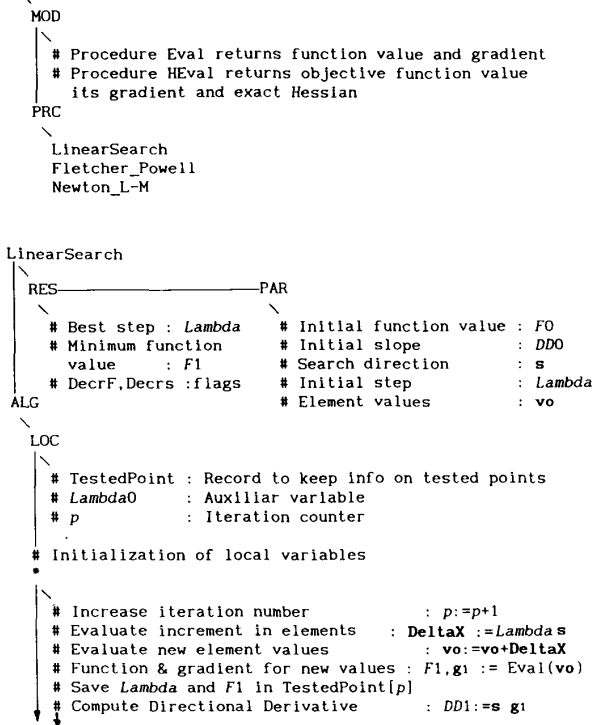 MOD
# Procedure Eval returns function value and gradient
# Procedure HEval returns objective function value
its gradient and exact Hessian
PRC
LinearSearch
Fletcher_Powell
Newton_L-M
LinearSearch
RES PAR
# Best step : Lambda # Initial function value : F0
# Minimum function # Initial slope : DD0
value : F1 # Search direction : s
# DecrF,Decrs :flags # Initial step : Lambda
ALG # Element values : vo
LOC
# TestedPoint : Record to keep info on tested points
# Lambda0 : Auxiliar variable
# p : Iteration counter
.
# Initialization of local variables
*
# Increase iteration number : p:=p+1
# Evaluate increment in elements : DeltaX :=Lambda s
# Evaluate new element values : vo:=vo+DeltaX
# Function & gradient for new values : F1,g1 := Eval(vo)
# Save Lambda and F1 in TestedPoint[p]
# Compute Directional Derivative : DD1:=s g1